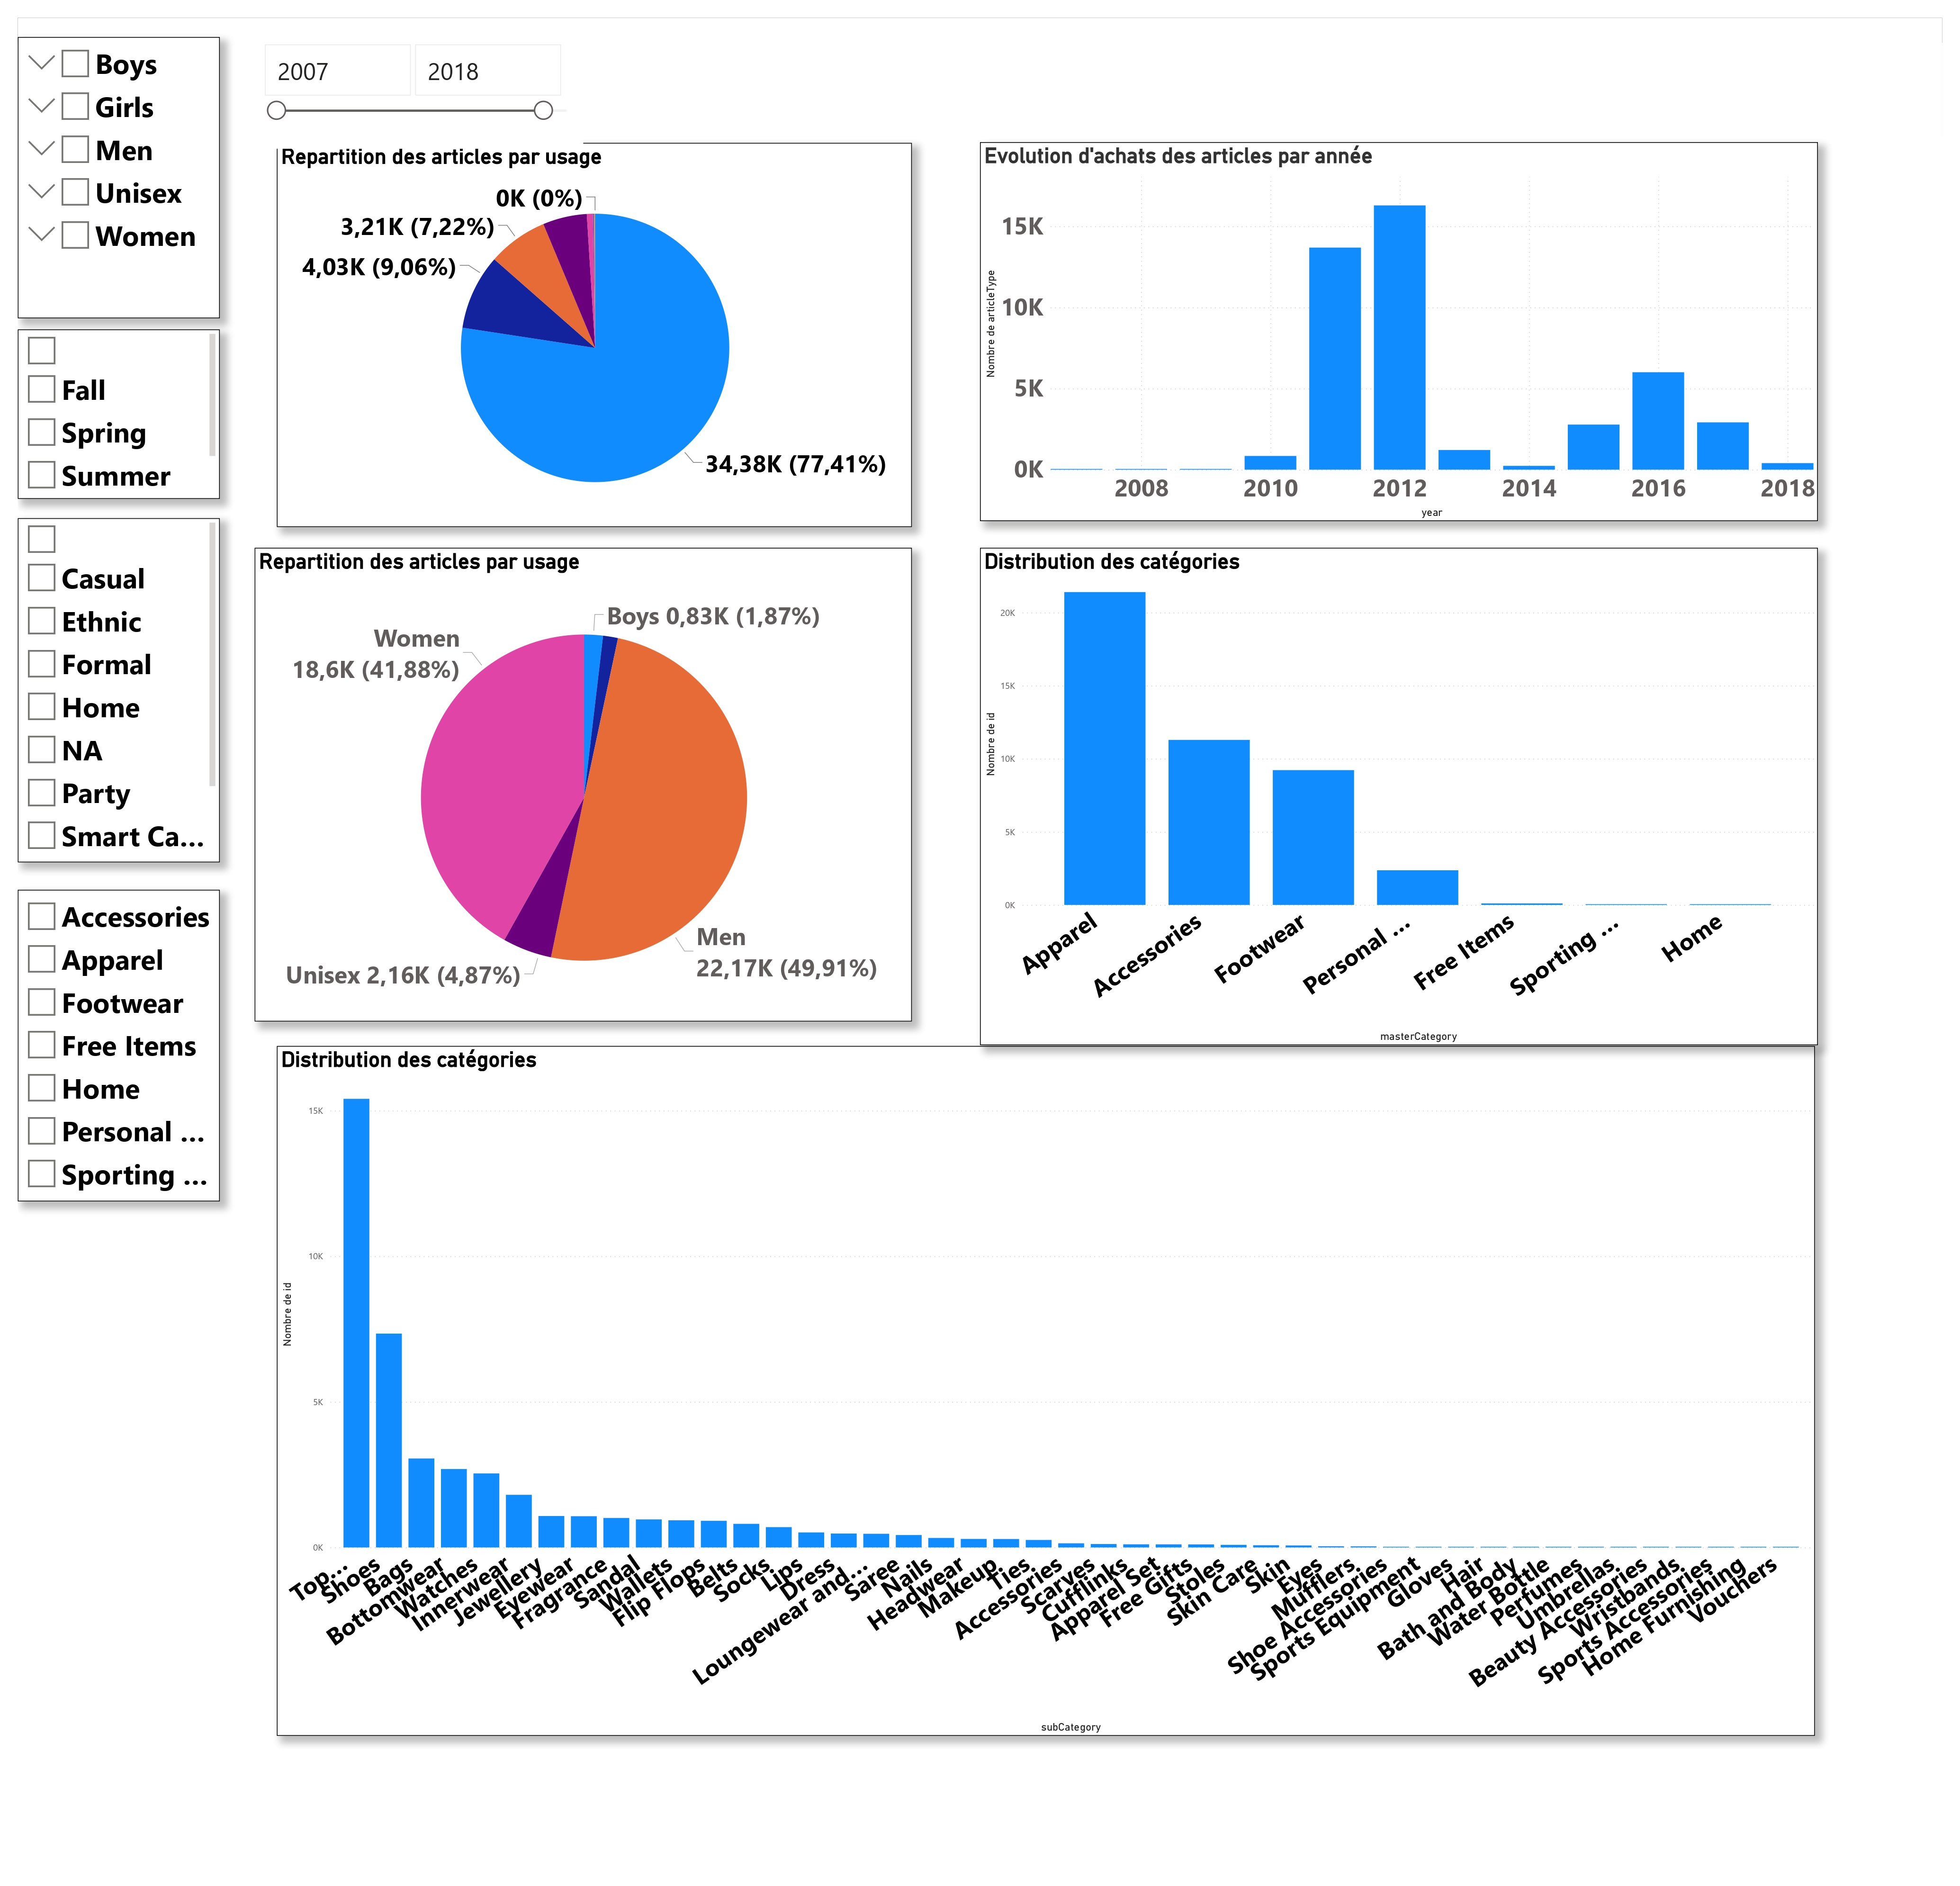 Boys
Girls
Men
Unisex
Women
Fall
Spring
Summer
Casual
Ethnic
Formal
Home
NA
Party
Smart Ca...
Accessories
Apparel
Footwear
Free Items
Home
Personal ...
Sporting ...
2007
2018
Repartition des articles par usage
0K (0%)
3,21K (7,22%)
4,03K (9,06%)
34,38K (77,41%)
Evolution d'achats des articles par année
Nombre de articleType
15K
10K
5K
0K
2008
2010
2012
2014
2016
2018
year
Repartition des articles par usage
Boys 0,83K (1,87%)
Women
18,6K (41,88%)
Men
22,17K (49,91%)
Unisex 2,16K (4,87%)
Distribution des catégories
Nombre de id
20K
15K
10K
5K
0K
Apparel
Accessories
Footwear
Personal ...
Free Items
Sporting ...
Home
masterCategory
Distribution des catégories
Nombre de id
15K
10K
5K
0K
Top...
Shoes
Bags
Bottomwear
Watches
Innerwear
Jewellery
Eyewear
Fragrance
Sandal
Wallets
Flip Flops
Belts
Socks
Lips
Dress
Loungewear and...
Saree
Nails
Headwear
Makeup
Ties
Accessories
Scarves
Cufflinks
Apparel Set
Free Gifts
Stoles
Skin Care
Skin
Eyes
Mufflers
Shoe Accessories
Sports Equipment
Gloves
Hair
Bath and Body
Water Bottle
Perfumes
Umbrellas
Beauty Accessories
Wristbands
Sports Accessories
Home Furnishing
Vouchers
subCategory